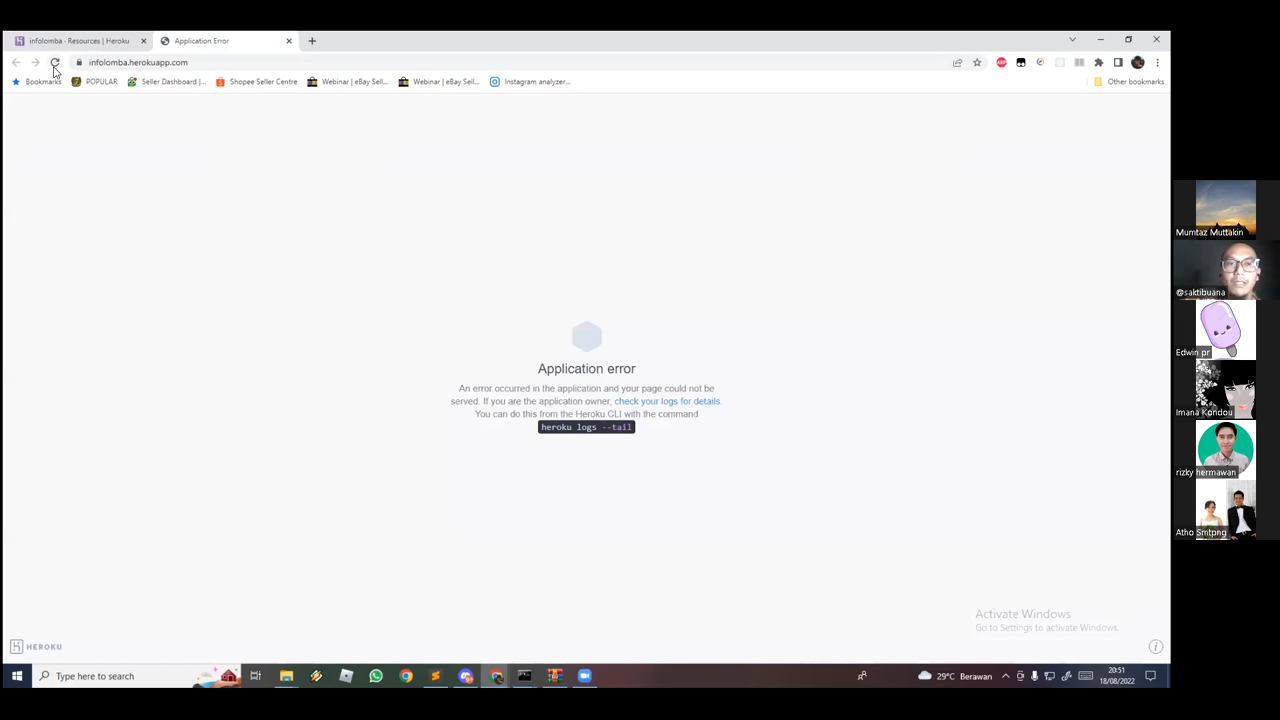 infolomba - Resources | Heroku
Application Error
infolomba.herokuapp.com
Bookmarks
POPULAR
Seller Dashboard |...
Shopee Seller Centre
Webinar | eBay Sell...
Webinar | eBay Sell...
Instagram analyzer...
Other bookmarks
ABP
Mumtaz Muttakin
@saktibuana
Edwin pr
Imana Kondou
rizky hermawan
Atho Smtpng
Application error
An error occurred in the application and your page could not be
served. If you are the application owner, check your logs for details.
You can do this from the Heroku CLI with the command
heroku logs --tail
Activate Windows
Go to Settings to activate Windows.
HEROKU
Type here to search
29°C Berawan
20:51
18/08/2022